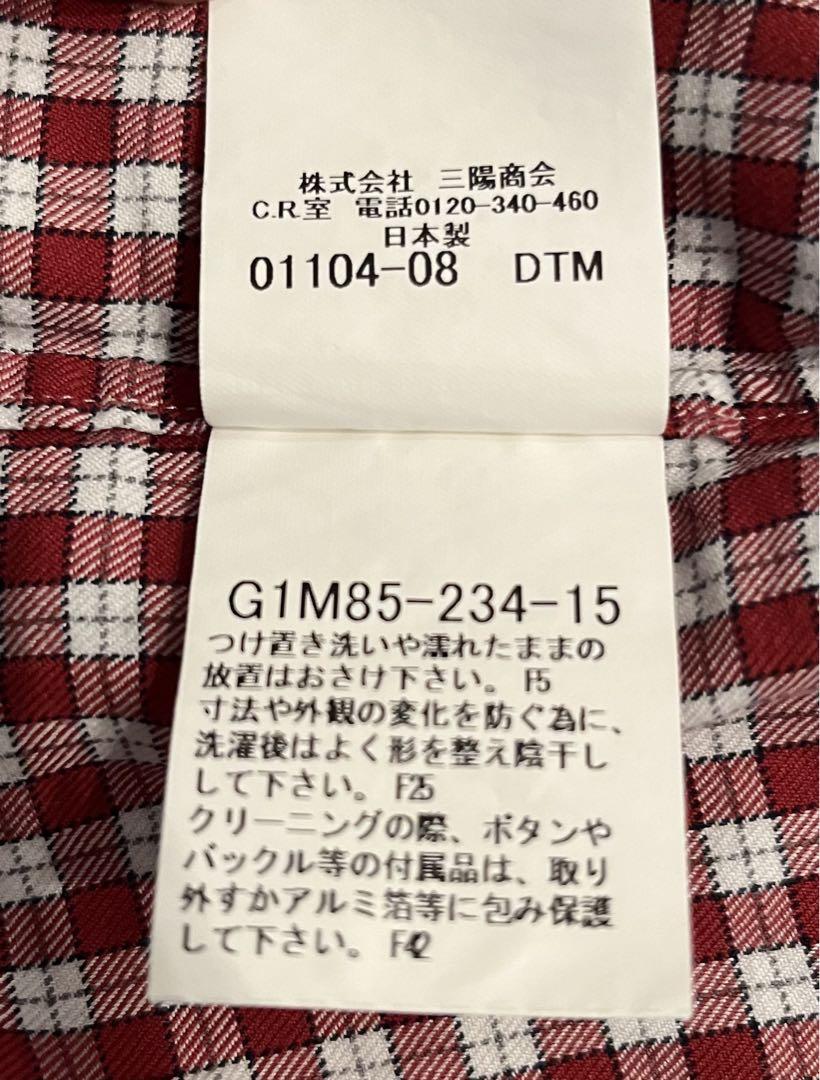 株式会社 三陽商会
C.R.室 電話0120-340-460
日本製
01104-08 DTM
G1M85-234-15
つけ置き洗いや濡れたままの
放置はおさけ下さい。F5
寸法や外観の変化を防ぐ為に、
洗濯後はよく形を整え陰干し
して下さい。F25
クリーニングの際、ボタンや
バックル等の付属品は、取り
外すかアルミ箔等に包み保護
して下さい。F42